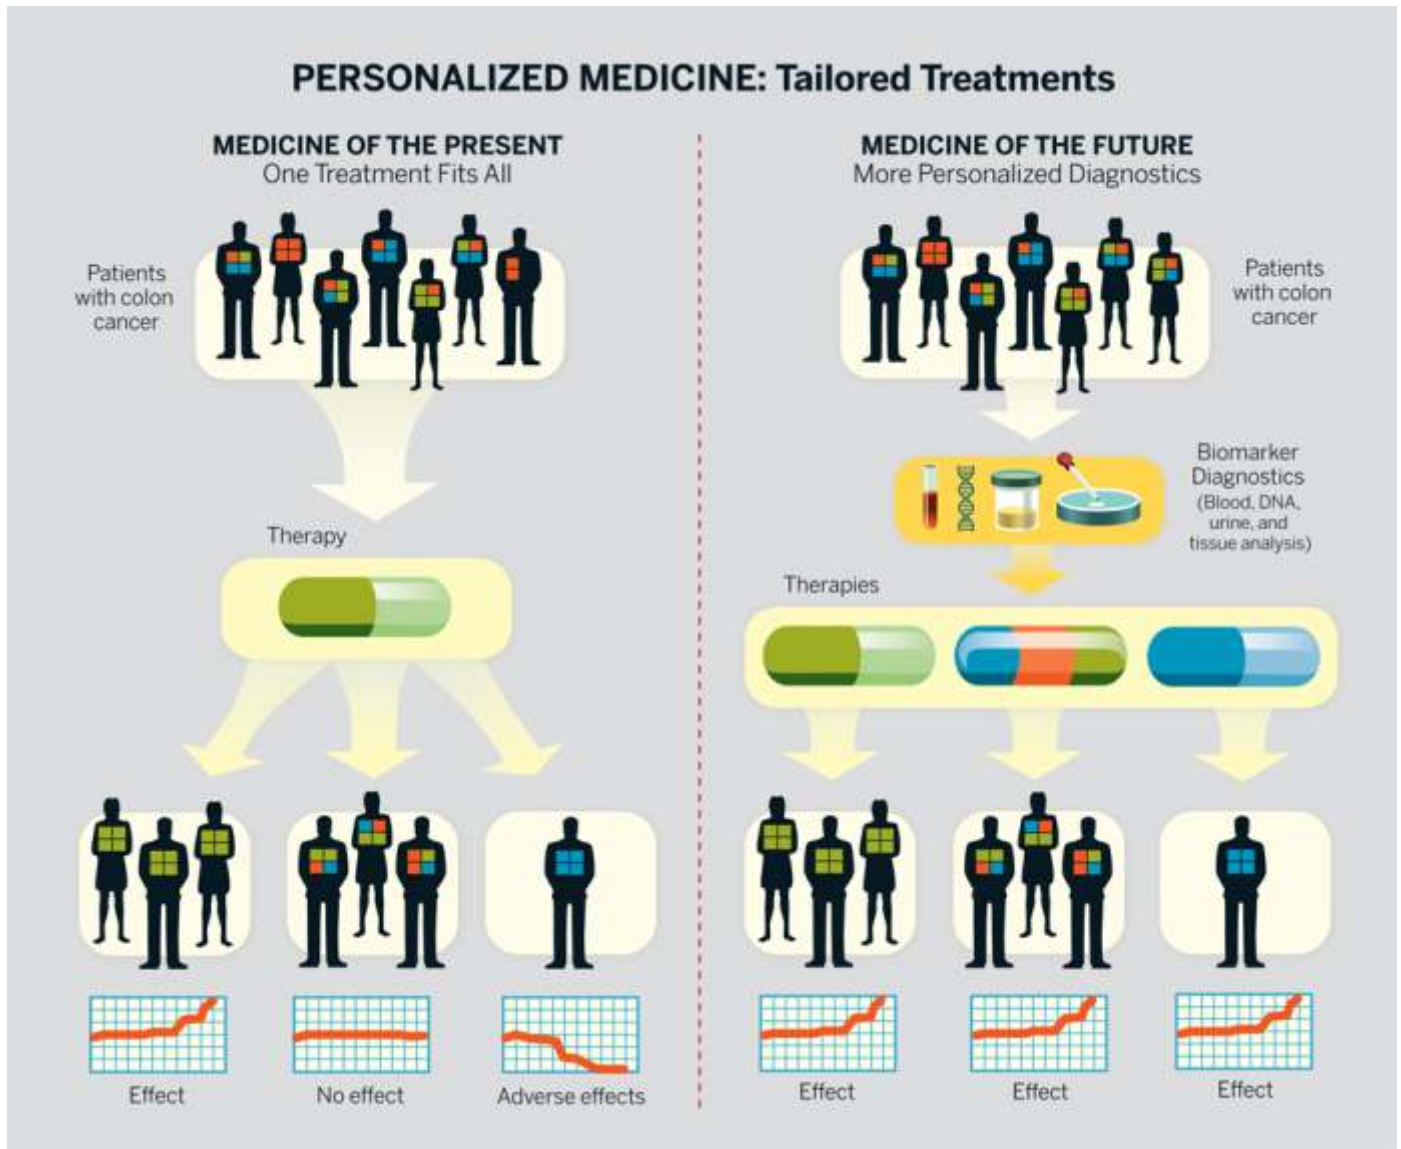 PERSONALIZED MEDICINE: Tailored Treatments
MEDICINE OF THE PRESENT
One Treatment Fits All
Patients
with colon
cancer
Therapy
Effect
No effect
Adverse effects
MEDICINE OF THE FUTURE
More Personalized Diagnostics
Patients
with colon
cancer
Biomarker
Diagnostics
(Blood, DNA,
urine, and
tissue analysis)
Therapies
Effect
Effect
Effect